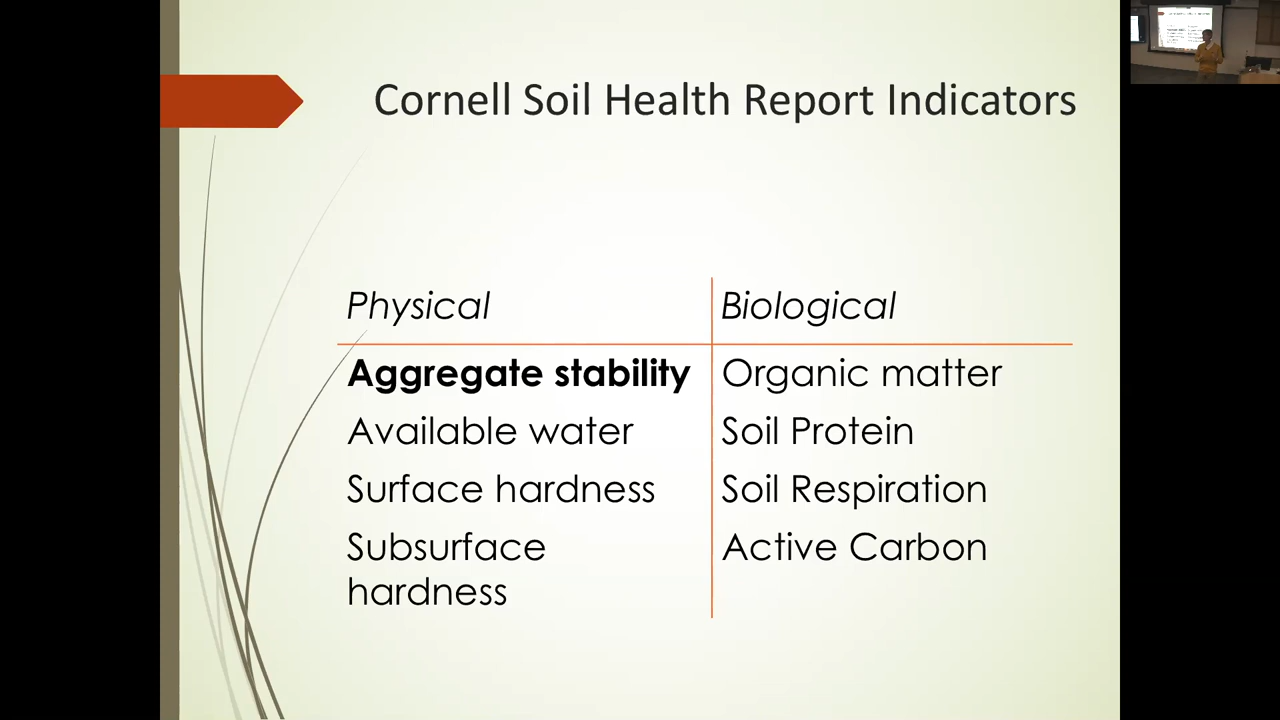 Cornell Soil Health Report Indicators
Physical
Biological
Aggregate stability
Organic matter
Available water
Soil Protein
Surface hardness
Soil Respiration
Subsurface
hardness
Active Carbon